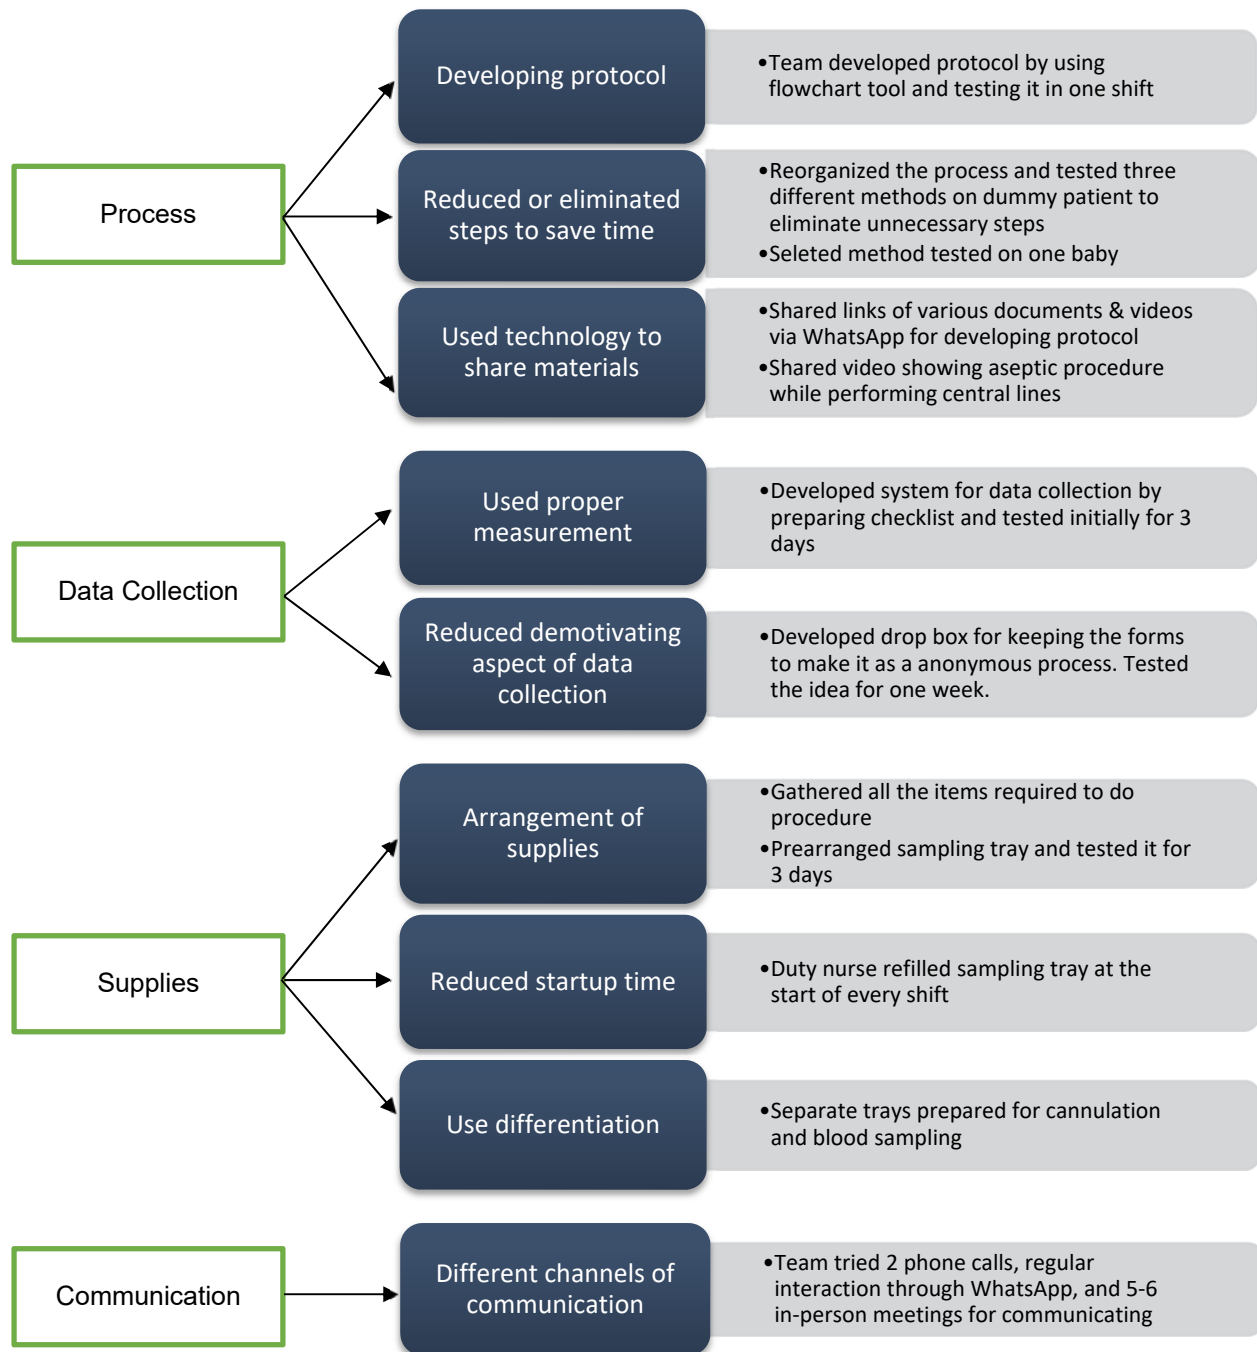 Process
Developing protocol
•Team developed protocol by using
flowchart tool and testing it in one shift
Reduced or eliminated
steps to save time
•Reorganized the process and tested three
different methods on dummy patient to
eliminate unnecessary steps
•Seleted method tested on one baby
Used technology to
share materials
•Shared links of various documents & videos
via WhatsApp for developing protocol
•Shared video showing aseptic procedure
while performing central lines
Data Collection
Used proper
measurement
•Developed system for data collection by
preparing checklist and tested initially for 3
days
Reduced demotivating
aspect of data
collection
•Developed drop box for keeping the forms
to make it as a anonymous process. Tested
the idea for one week.
Supplies
Arrangement of
supplies
•Gathered all the items required to do
procedure
•Prearranged sampling tray and tested it for
3 days
Reduced startup time
•Duty nurse refilled sampling tray at the
start of every shift
Use differentiation
•Separate trays prepared for cannulation
and blood sampling
Communication
Different channels of
communication
•Team tried 2 phone calls, regular
interaction through WhatsApp, and 5-6
in-person meetings for communicating